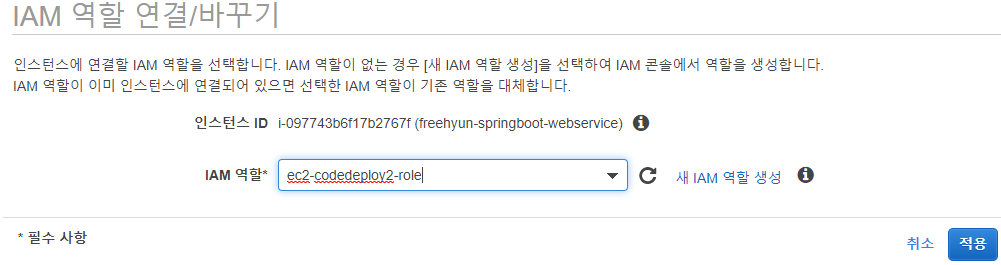 IAM 역할 연결/바꾸기
인스턴스에 연결할 IAM 역할을 선택합니다. IAM 역할이 없는 경우 [새 IAM 역할 생성]을 선택하여 IAM 콘솔에서 역할을 생성합니다.
IAM 역할이 이미 인스턴스에 연결되어 있으면 선택한 IAM 역할이 기존 역할을 대체합니다.
인스턴스 ID i-097743b6f17b2767f (freehyun-springboot-webservice)
IAM 역할* ec2-codedeploy2-role 새 IAM 역할 생성
* 필수 사항 취소 적용